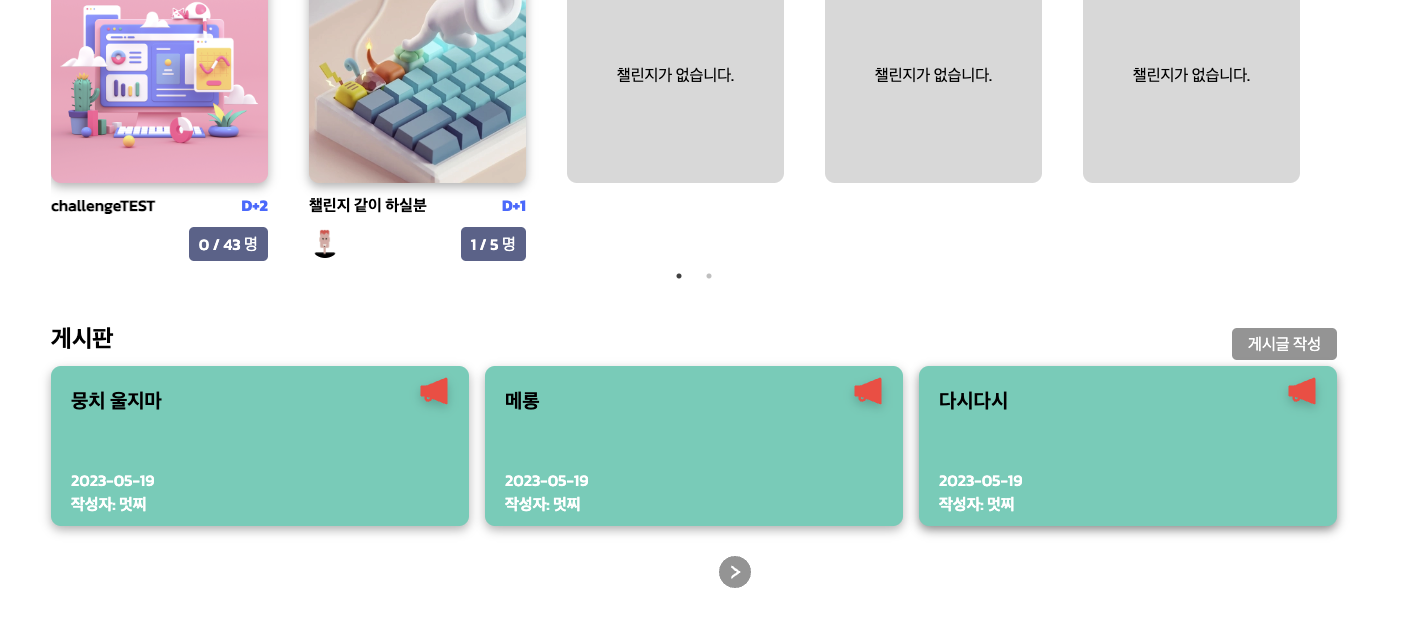 챌린지가 없습니다.
챌린지가 없습니다.
챌린지가 없습니다.
challengeTEST
D+2
챌린지 같이 하실분
D+1
0 / 43 명
1 / 5 명
게시판
게시글 작성
뭉치 울지마
메롱
다시다시
2023-05-19
작성자: 멋찌
2023-05-19
작성자: 멋찌
2023-05-19
작성자: 멋찌